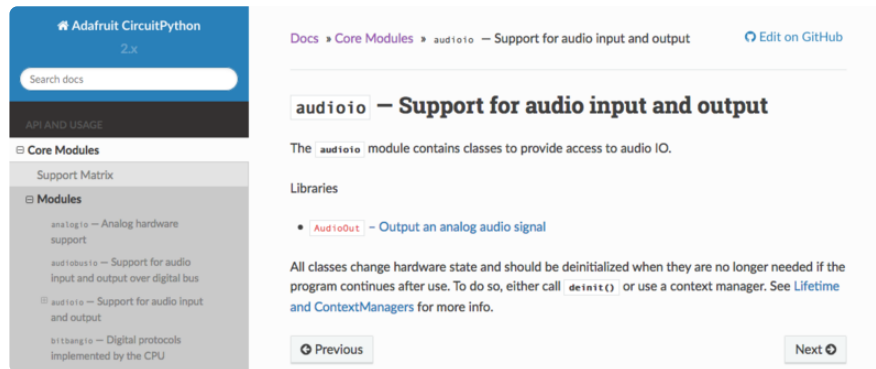 Adafruit CircuitPython
2.x
Search docs
API AND USAGE
Core Modules
Support Matrix
Modules
analogio — Analog hardware
support
audiobusio — Support for audio
input and output over digital bus
audioio — Support for audio input
and output
bitbangio — Digital protocols
implemented by the CPU
Docs » Core Modules » audioio — Support for audio input and output
Edit on GitHub
audioio — Support for audio input and output
The audioio module contains classes to provide access to audio IO.
Libraries
• AudioOut – Output an analog audio signal
All classes change hardware state and should be deinitialized when they are no longer needed if the
program continues after use. To do so, either call deinit() or use a context manager. See Lifetime
and ContextManagers for more info.
Previous
Next